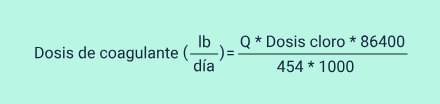 Dosis de coagulante (lb/día)= Q * Dosis cloro * 86400 / 454 * 1000